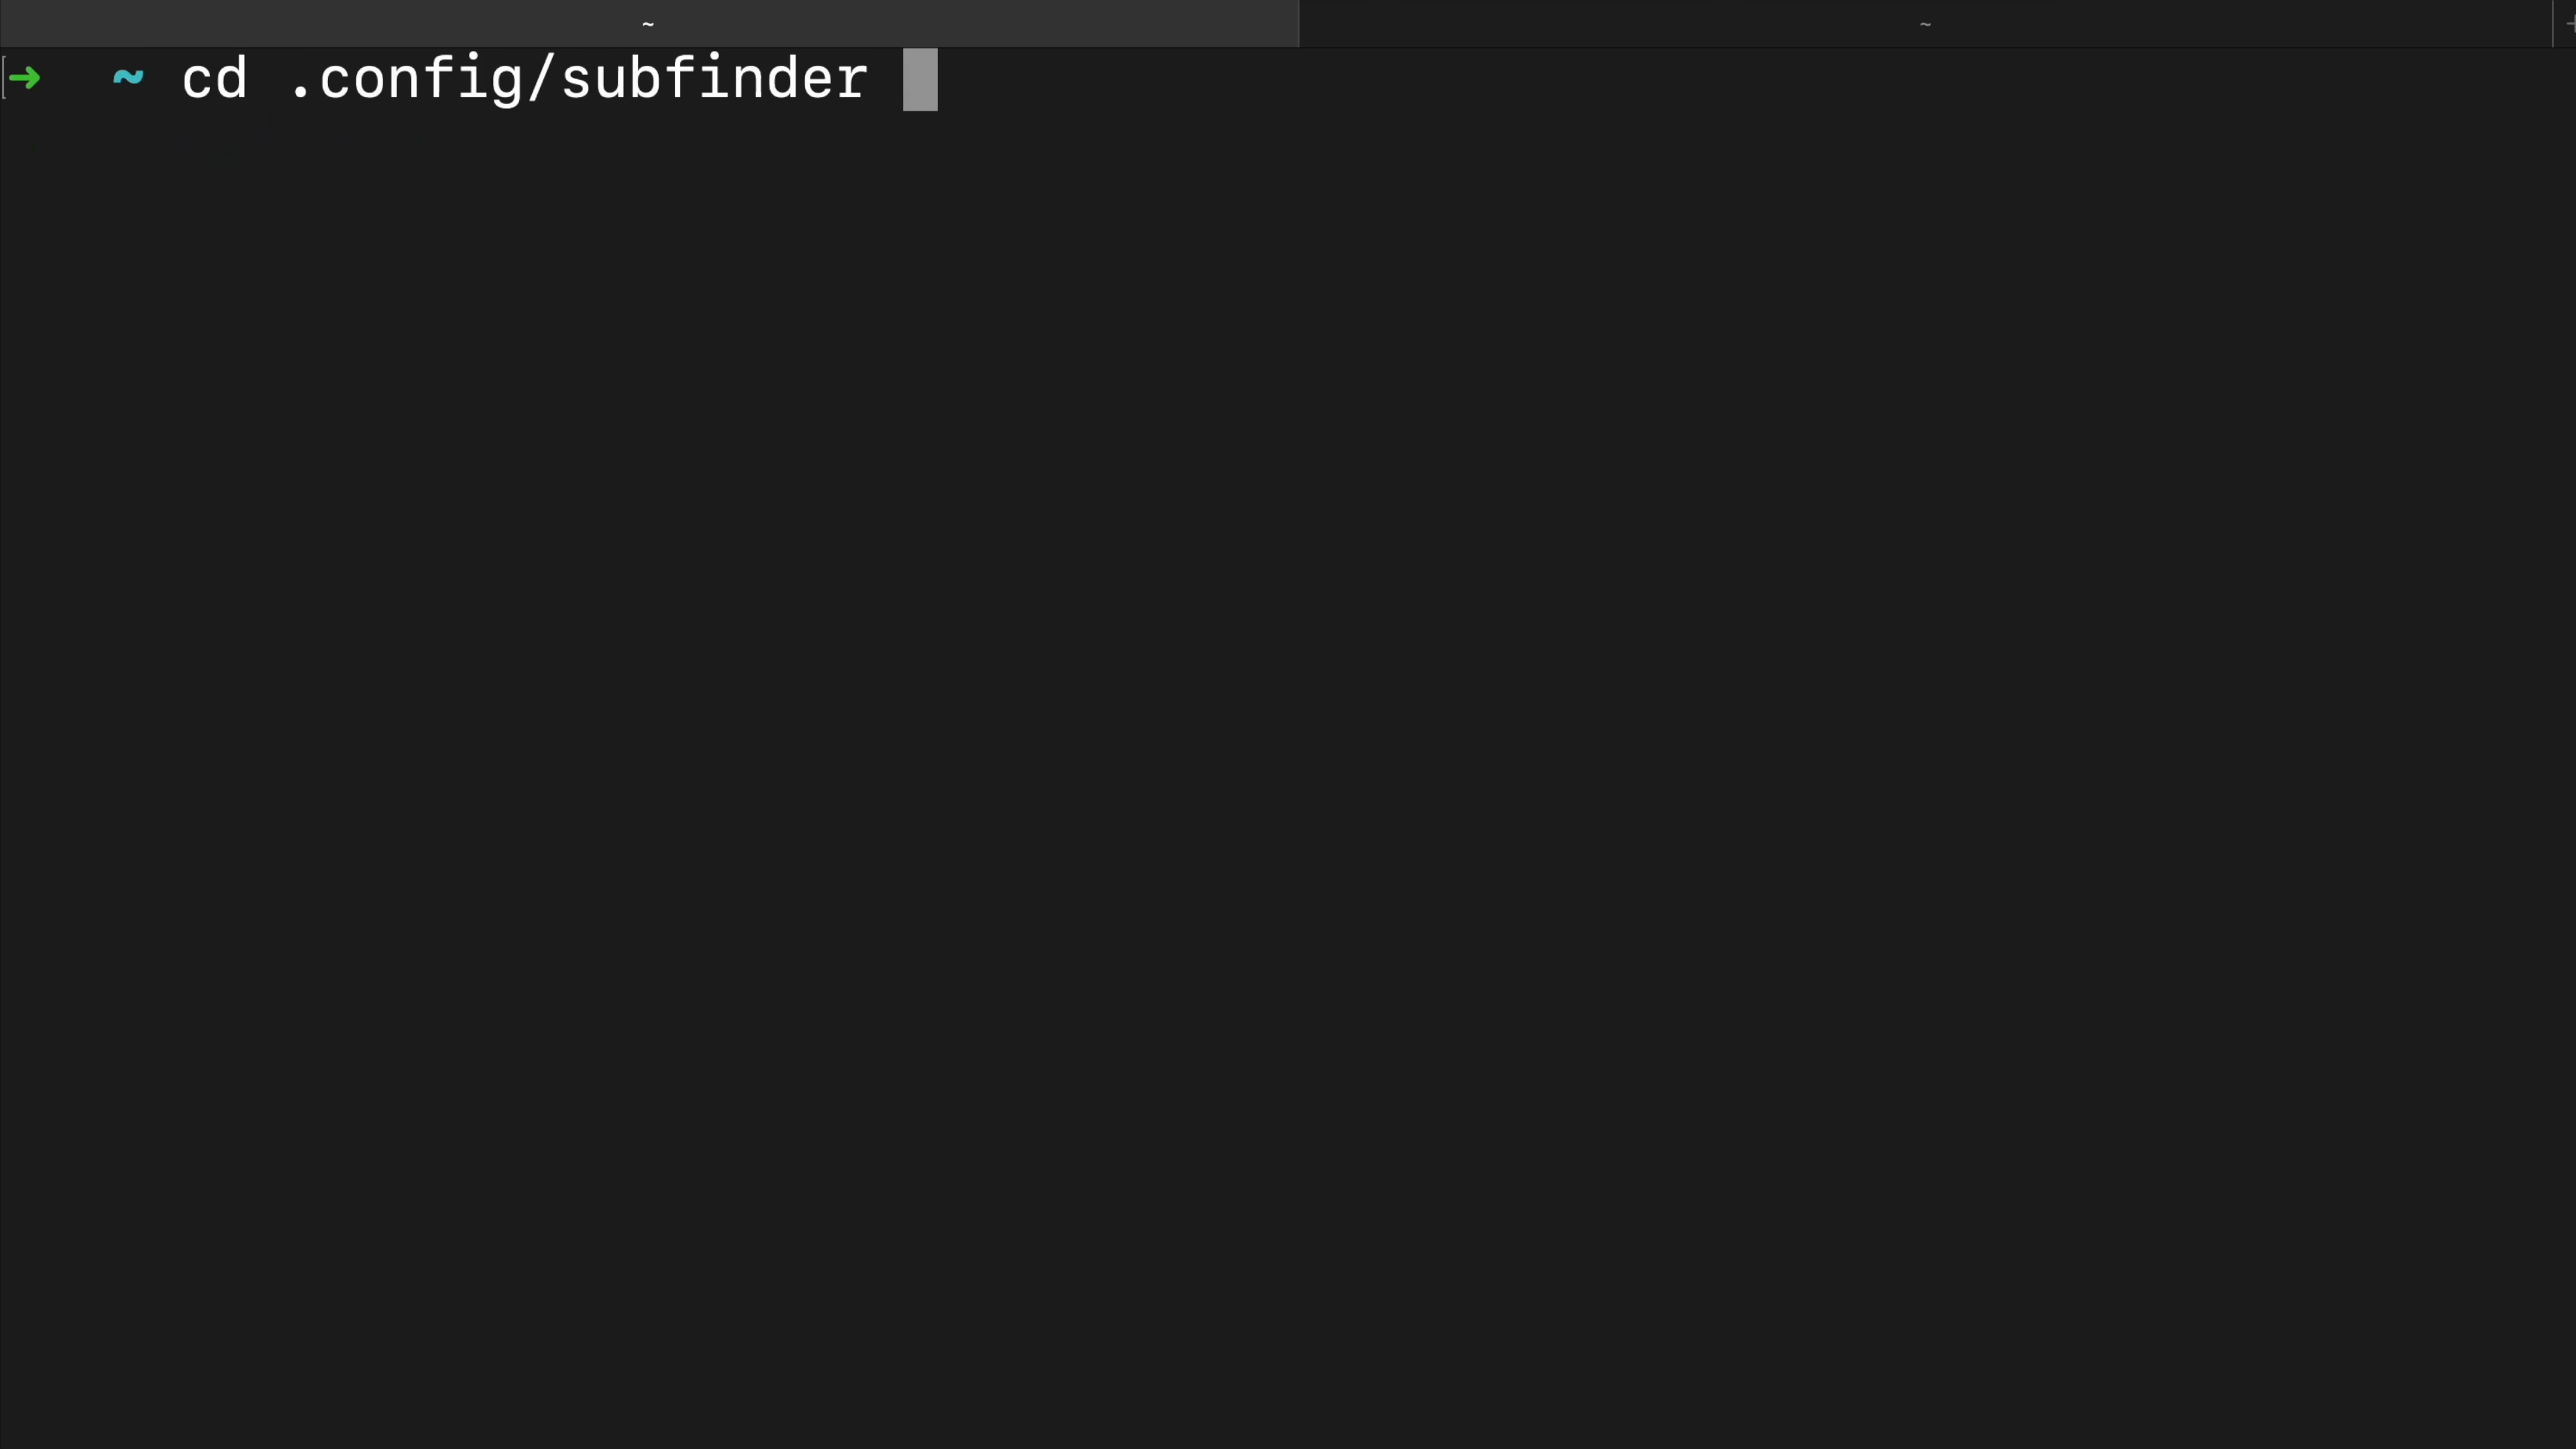 ~ ~ +
➜ ~ cd .config/subfinder